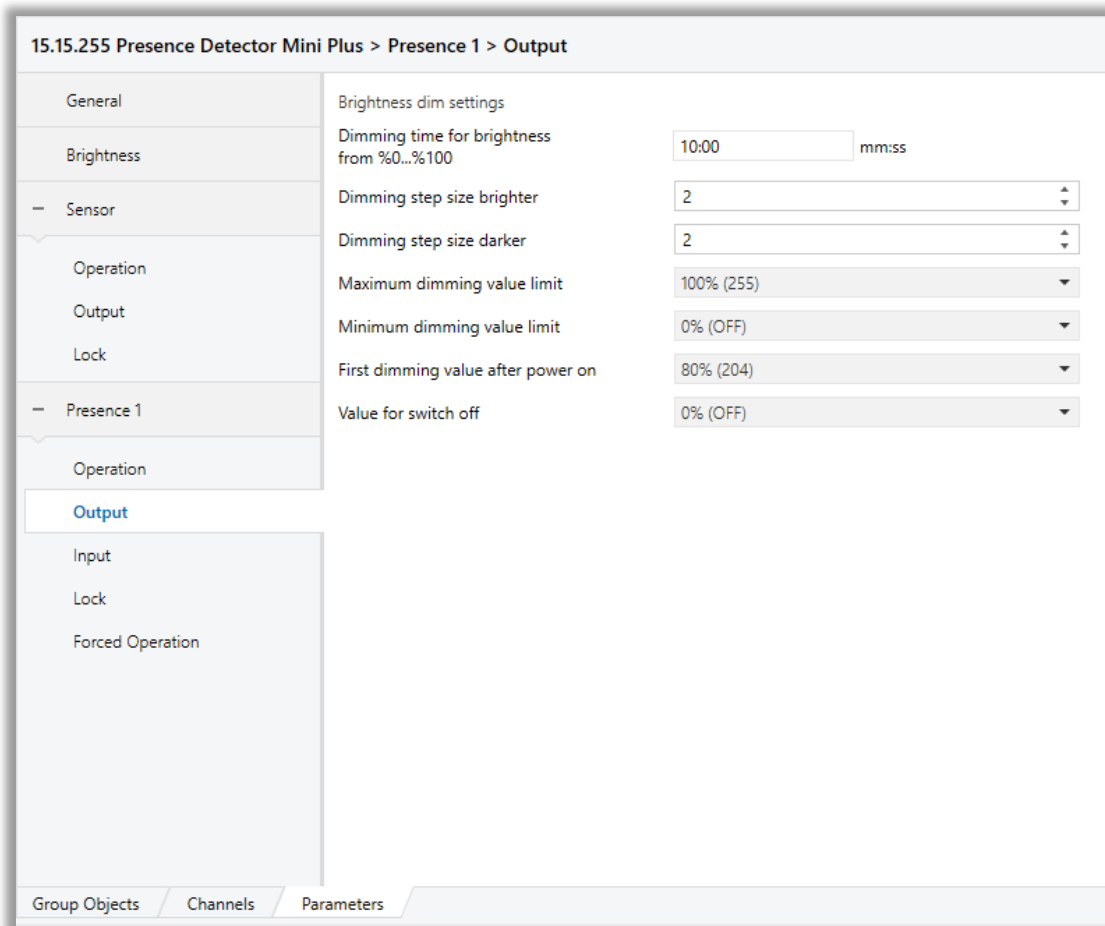 15.15.255 Presence Detector Mini Plus > Presence 1 > Output
General
Brightness
Sensor
Operation
Output
Lock
Presence 1
Operation
Output
Input
Lock
Forced Operation
Brightness dim settings
Dimming time for brightness
from %0...%100
10:00 mm:ss
Dimming step size brighter 2
Dimming step size darker 2
Maximum dimming value limit 100% (255)
Minimum dimming value limit 0% (OFF)
First dimming value after power on 80% (204)
Value for switch off 0% (OFF)
Group Objects Channels Parameters